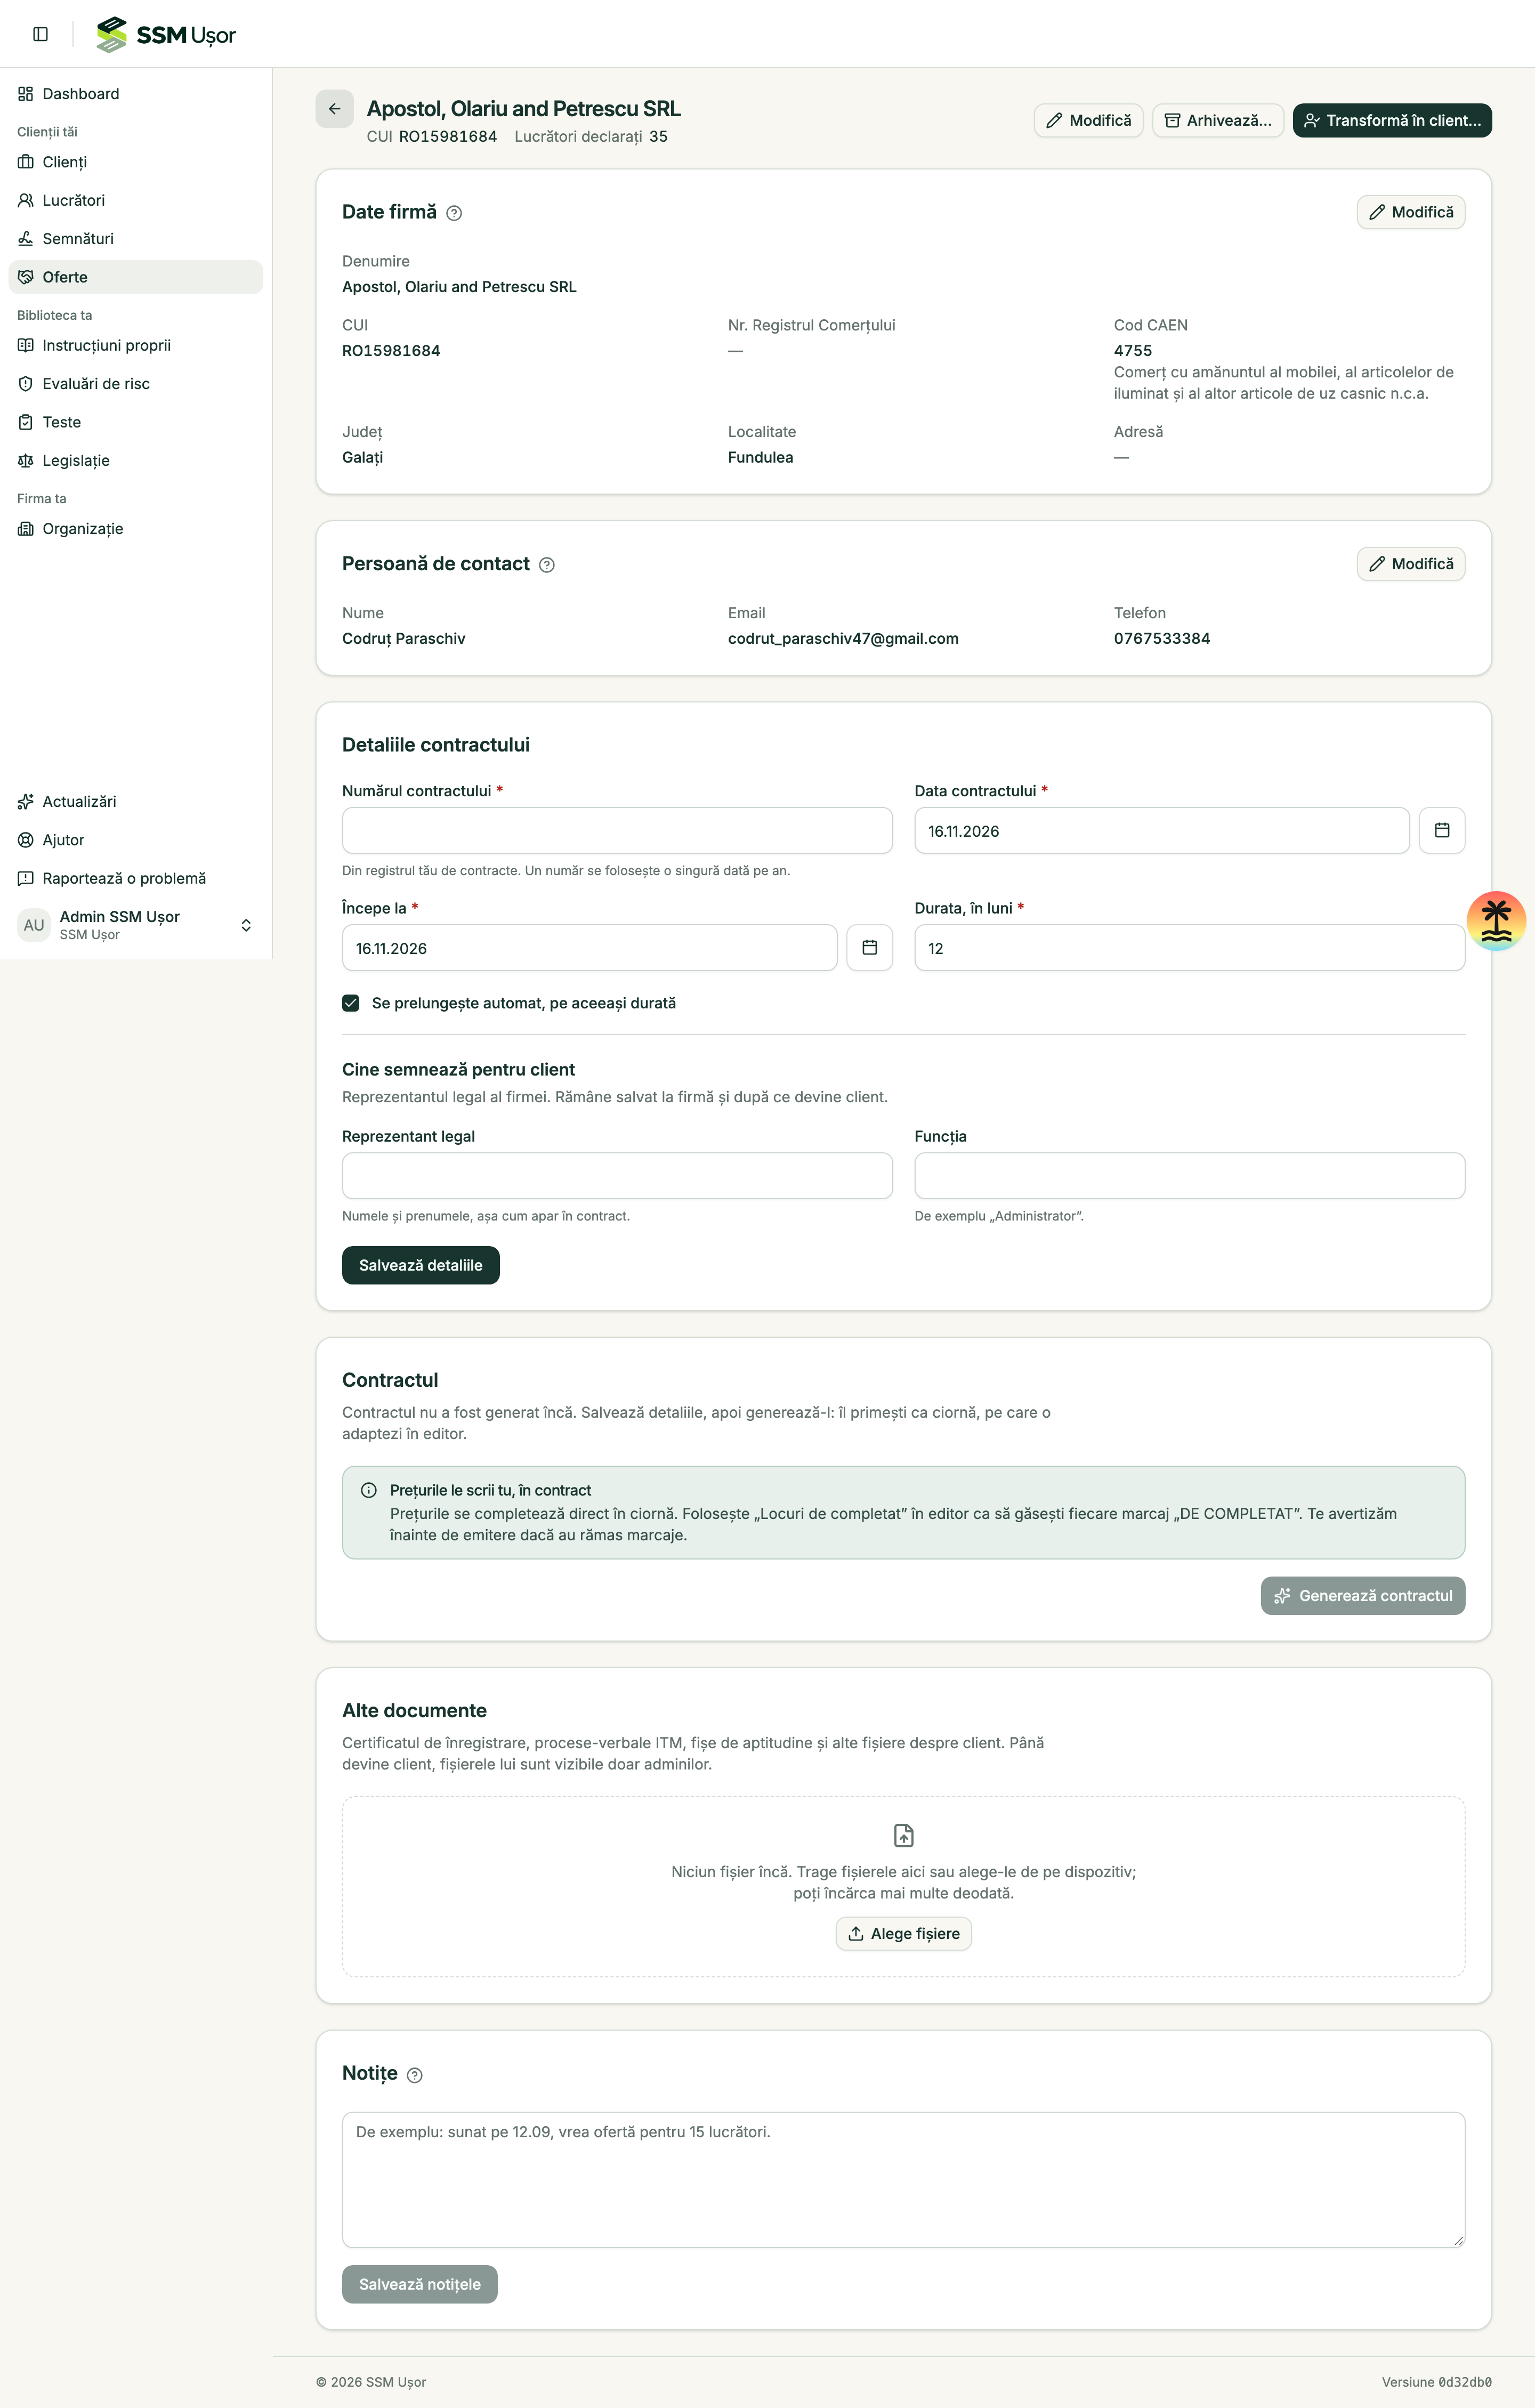 SSM Ușor
Dashboard
Clienții tăi
Clienți
Lucrători
Semnături
Oferte
Biblioteca ta
Instrucțiuni proprii
Evaluări de risc
Teste
Legislație
Firma ta
Organizație
Actualizări
Ajutor
Raportează o problemă
AU
Admin SSM Ușor
SSM Ușor
Apostol, Olariu and Petrescu SRL
CUI RO15981684 Lucrători declarați 35
Modifică
Arhivează...
Transformă în client...
Date firmă
Modifică
Denumire
Apostol, Olariu and Petrescu SRL
CUI
RO15981684
Nr. Registrul Comerțului
—
Cod CAEN
4755
Comerț cu amănuntul al mobilei, al articolelor de
iluminat și al altor articole de uz casnic n.c.a.
Județ
Galați
Localitate
Fundulea
Adresă
—
Persoană de contact
Modifică
Nume
Codruț Paraschiv
Email
codrut_paraschiv47@gmail.com
Telefon
0767533384
Detaliile contractului
Numărul contractului *
Din registrul tău de contracte. Un număr se folosește o singură dată pe an.
Data contractului *
16.11.2026
Începe la *
16.11.2026
Durata, în luni *
12
Se prelungește automat, pe aceeași durată
Cine semnează pentru client
Reprezentantul legal al firmei. Rămâne salvat la firmă și după ce devine client.
Reprezentant legal
Numele și prenumele, așa cum apar în contract.
Funcția
De exemplu „Administrator”.
Salvează detaliile
Contractul
Contractul nu a fost generat încă. Salvează detaliile, apoi generează-l: îl primești ca ciornă, pe care o
adaptezi în editor.
Prețurile le scrii tu, în contract
Prețurile se completează direct în ciornă. Folosește „Locuri de completat” în editor ca să găsești fiecare marcaj „DE COMPLETAT”. Te avertizăm
înainte de emitere dacă au rămas marcaje.
Generează contractul
Alte documente
Certificatul de înregistrare, procese-verbale ITM, fișe de aptitudine și alte fișiere despre client. Până
devine client, fișierele lui sunt vizibile doar adminilor.
Niciun fișier încă. Trage fișierele aici sau alege-le de pe dispozitiv;
poți încărca mai multe deodată.
Alege fișiere
Notițe
De exemplu: sunat pe 12.09, vrea ofertă pentru 15 lucrători.
Salvează notițele
© 2026 SSM Ușor
Versiune 0d32db0